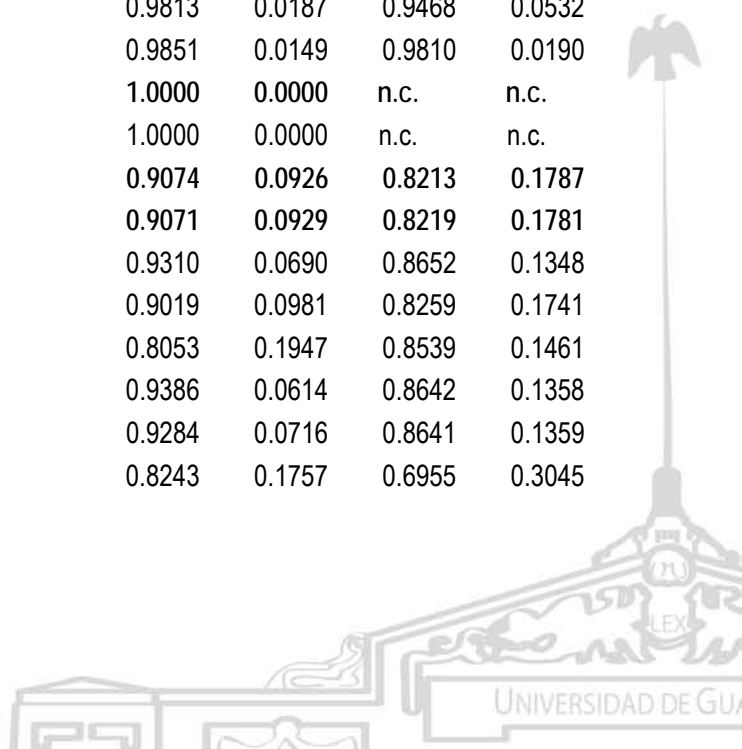 0.9813 0.0187 0.9468 0.0532
0.9851 0.0149 0.9810 0.0190
1.0000 0.0000 n.c. n.c.
1.0000 0.0000 n.c. n.c.
0.9074 0.0926 0.8213 0.1787
0.9071 0.0929 0.8219 0.1781
0.9310 0.0690 0.8652 0.1348
0.9019 0.0981 0.8259 0.1741
0.8053 0.1947 0.8539 0.1461
0.9386 0.0614 0.8642 0.1358
0.9284 0.0716 0.8641 0.1359
0.8243 0.1757 0.6955 0.3045
LEX
UNIVERSIDAD DE